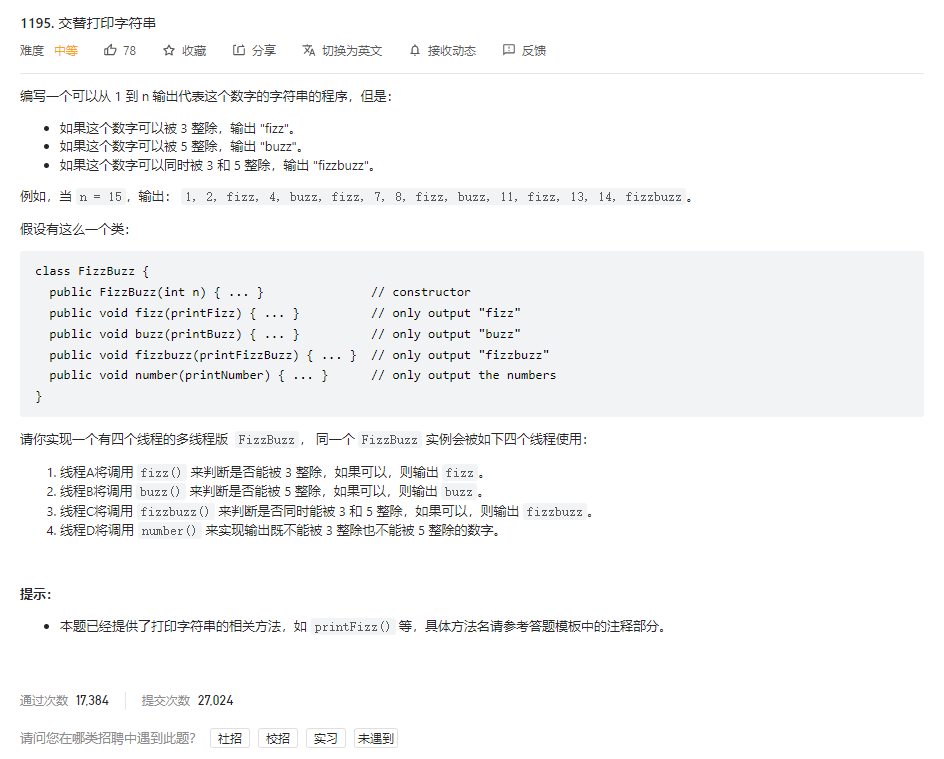 1195. 交替打印字符串
难度 中等 78 收藏 分享 切换为英文 接收动态 反馈
编写一个可以从 1 到 n 输出代表这个数字的字符串的程序，但是：
如果这个数字可以被 3 整除，输出 "fizz"。
如果这个数字可以被 5 整除，输出 "buzz"。
如果这个数字可以同时被 3 和 5 整除，输出 "fizzbuzz"。
例如，当 n = 15，输出： 1, 2, fizz, 4, buzz, fizz, 7, 8, fizz, buzz, 11, fizz, 13, 14, fizzbuzz。
假设有这么一个类：
class FizzBuzz {
  public FizzBuzz(int n) { ... }               // constructor
  public void fizz(printFizz) { ... }          // only output "fizz"
  public void buzz(printBuzz) { ... }          // only output "buzz"
  public void fizzbuzz(printFizzBuzz) { ... }  // only output "fizzbuzz"
  public void number(printNumber) { ... }      // only output the numbers
}
请你实现一个有四个线程的多线程版 FizzBuzz， 同一个 FizzBuzz 实例会被如下四个线程使用：
1. 线程A将调用 fizz() 来判断是否能被 3 整除，如果可以，则输出 fizz。
2. 线程B将调用 buzz() 来判断是否能被 5 整除，如果可以，则输出 buzz。
3. 线程C将调用 fizzbuzz() 来判断是否同时能被 3 和 5 整除，如果可以，则输出 fizzbuzz。
4. 线程D将调用 number() 来实现输出既不能被 3 整除也不能被 5 整除的数字。
提示：
本题已经提供了打印字符串的相关方法，如 printFizz() 等，具体方法名请参考答题模板中的注释部分。
通过次数 17,384 提交次数 27,024
请问您在哪类招聘中遇到此题？ 社招 校招 实习 未遇到